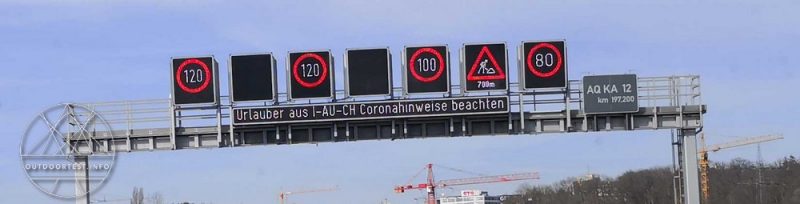 120
120
100
700m
80
Urlauber aus I-AU-CH Coronahinweise beachten
AQ KA 12
km 197.200
OUTDOORTEST.INFO